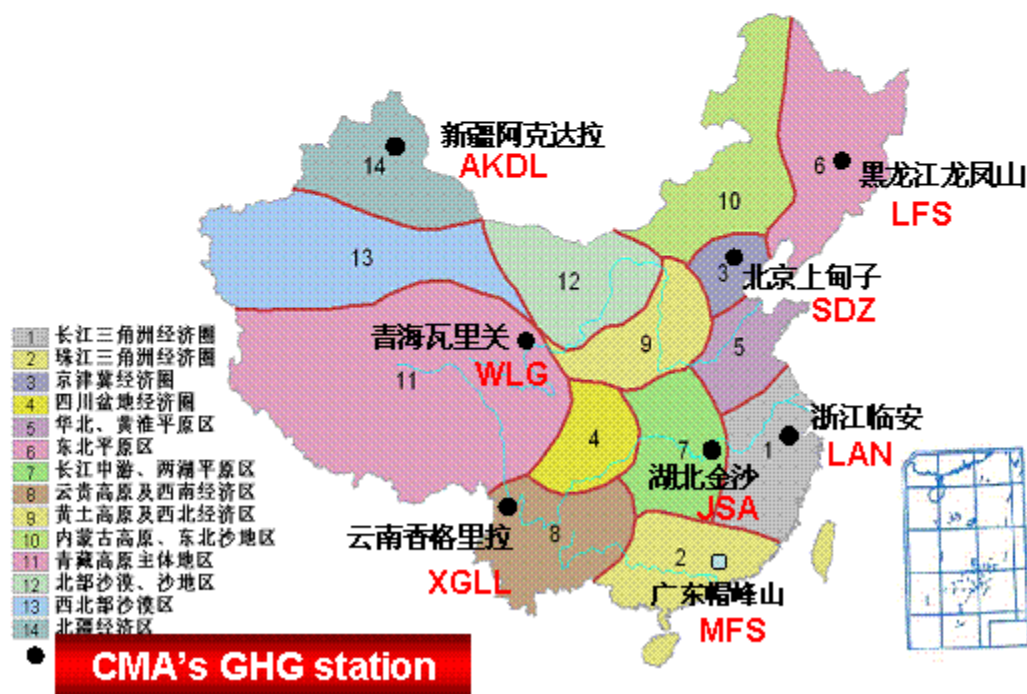 新疆阿克达拉
AKDL
14
6
黑龙江龙凤山
LFS
10
13
12
3
北京上甸子
SDZ
青海瓦里关
WLG
9
5
11
4
7
1
浙江临安
LAN
湖北金沙
JSA
云南香格里拉
XGLL
8
2
广东帽峰山
MFS
1 长江三角洲经济圈
2 珠江三角洲经济圈
3 京津冀经济圈
4 四川盆地经济圈
5 华北、黄淮平原区
6 东北平原区
7 长江中游、两湖平原区
8 云贵高原及西南经济区
9 黄土高原及西北经济区
10 内蒙古高原、东北沙地区
11 青藏高原主体地区
12 北部沙漠、沙地区
13 西北部沙漠区
14 北疆经济区
CMA's GHG station